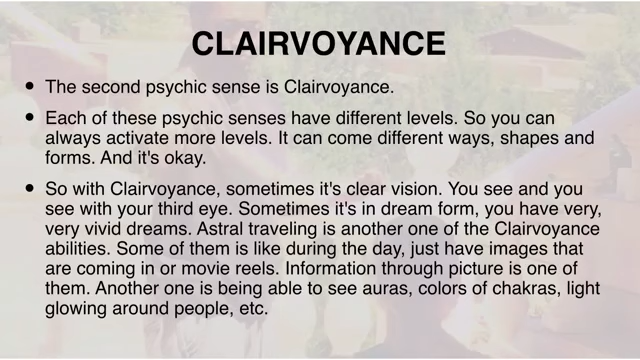 CLAIRVOYANCE
• The second psychic sense is Clairvoyance.
• Each of these psychic senses have different levels. So you can
always activate more levels. It can come different ways, shapes and
forms. And it's okay.
• So with Clairvoyance, sometimes it's clear vision. You see and you
see with your third eye. Sometimes it's in dream form, you have very,
very vivid dreams. Astral traveling is another one of the Clairvoyance
abilities. Some of them is like during the day, just have images that
are coming in or movie reels. Information through picture is one of
them. Another one is being able to see auras, colors of chakras, light
glowing around people, etc.